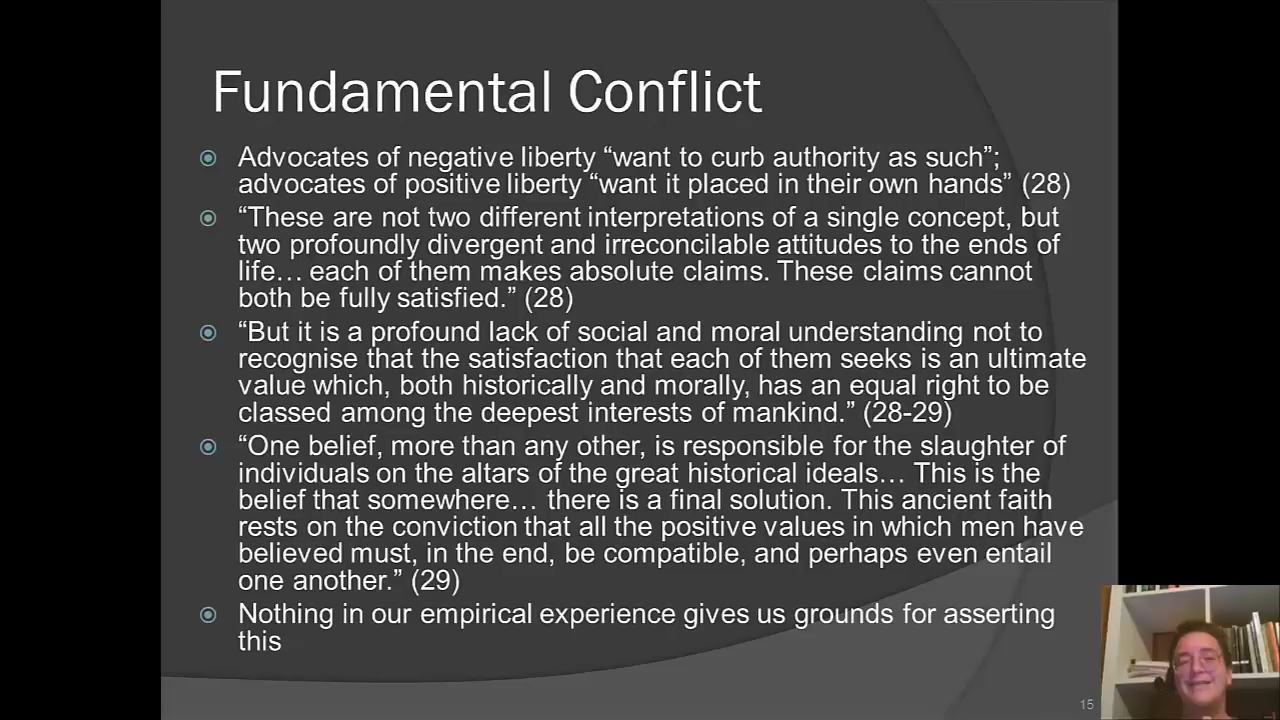 Fundamental Conflict
Advocates of negative liberty “want to curb authority as such”;
advocates of positive liberty “want it placed in their own hands” (28)
“These are not two different interpretations of a single concept, but
two profoundly divergent and irreconcilable attitudes to the ends of
life… each of them makes absolute claims. These claims cannot
both be fully satisfied.” (28)
“But it is a profound lack of social and moral understanding not to
recognise that the satisfaction that each of them seeks is an ultimate
value which, both historically and morally, has an equal right to be
classed among the deepest interests of mankind.” (28-29)
“One belief, more than any other, is responsible for the slaughter of
individuals on the altars of the great historical ideals… This is the
belief that somewhere… there is a final solution. This ancient faith
rests on the conviction that all the positive values in which men have
believed must, in the end, be compatible, and perhaps even entail
one another.” (29)
Nothing in our empirical experience gives us grounds for asserting
this
15